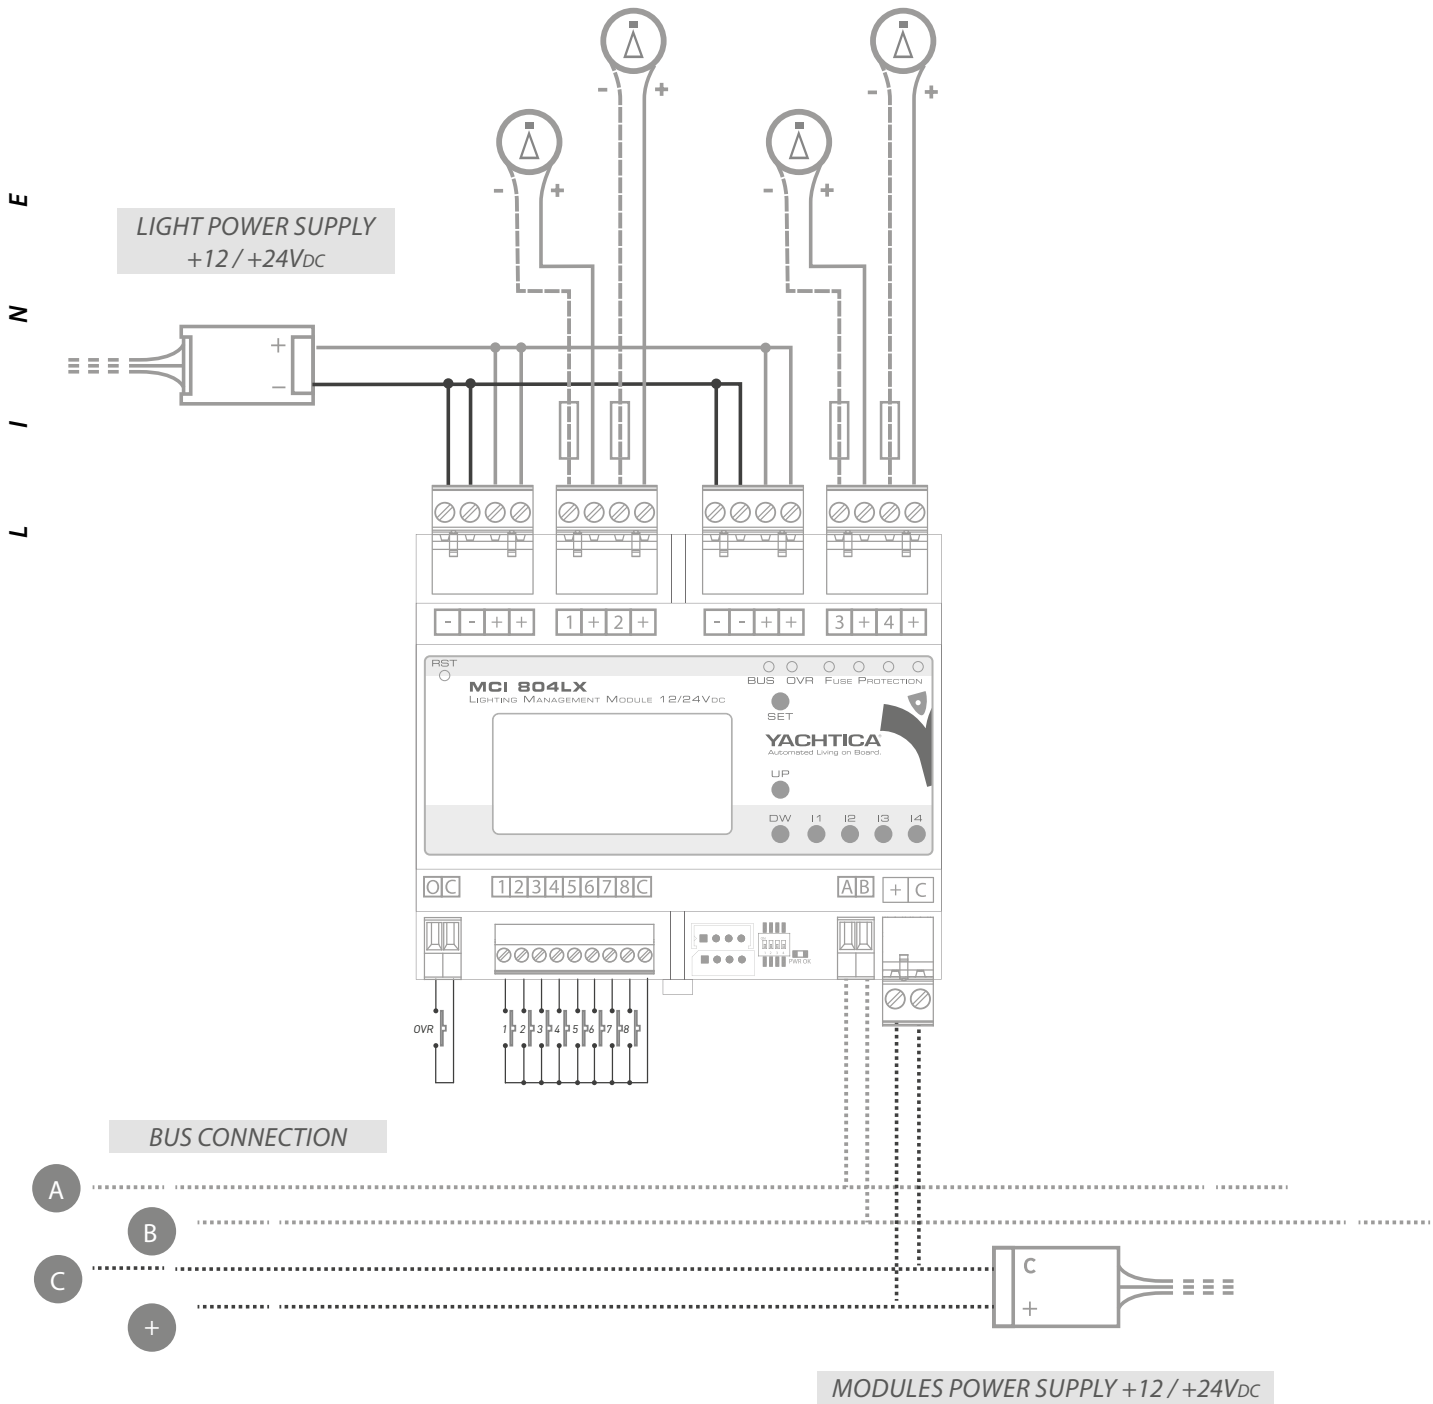 - +
- +
- +
- +
L I N E
LIGHT POWER SUPPLY
+12 / +24VDC
+
−
- - + +
1 + 2 +
- - + +
3 + 4 +
RST
BUS OVR FUSE PROTECTION
MCI 804LX
LIGHTING MANAGEMENT MODULE 12/24VDC
SET
YACHTICA
Automated Living on Board.
UP
DW I1 I2 I3 I4
O C
1 2 3 4 5 6 7 8 C
A B
+ C
PWR OK
OVR
1 2 3 4 5 6 7 8
BUS CONNECTION
A
B
C
+
C
+
MODULES POWER SUPPLY +12 / +24VDC